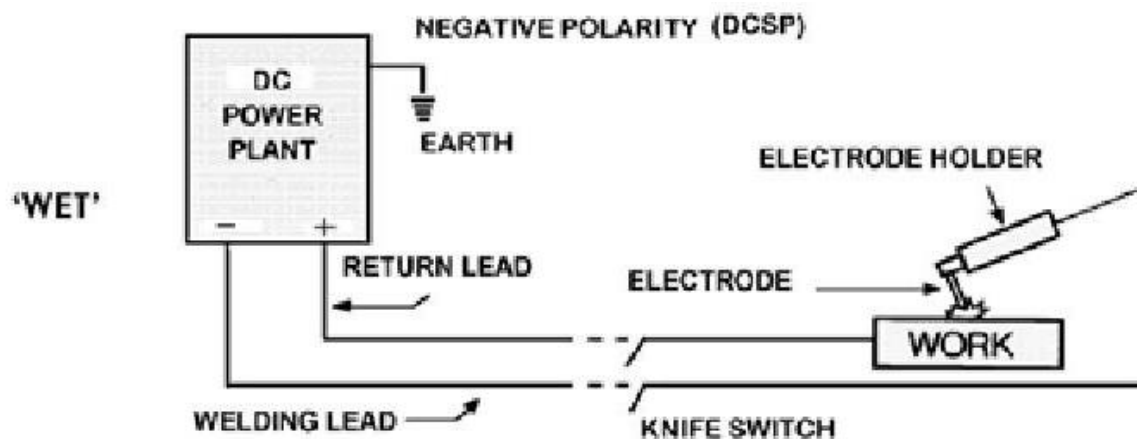 NEGATIVE POLARITY (DCSP)
DC
POWER
PLANT
EARTH
ELECTRODE HOLDER
'WET'
– +
RETURN LEAD
ELECTRODE
WORK
WELDING LEAD
KNIFE SWITCH